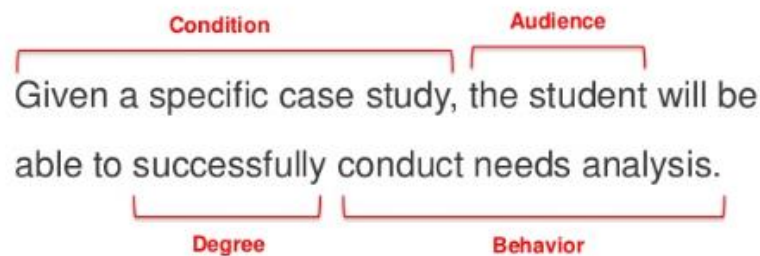 Condition Audience
Given a specific case study, the student will be
able to successfully conduct needs analysis.
Degree Behavior